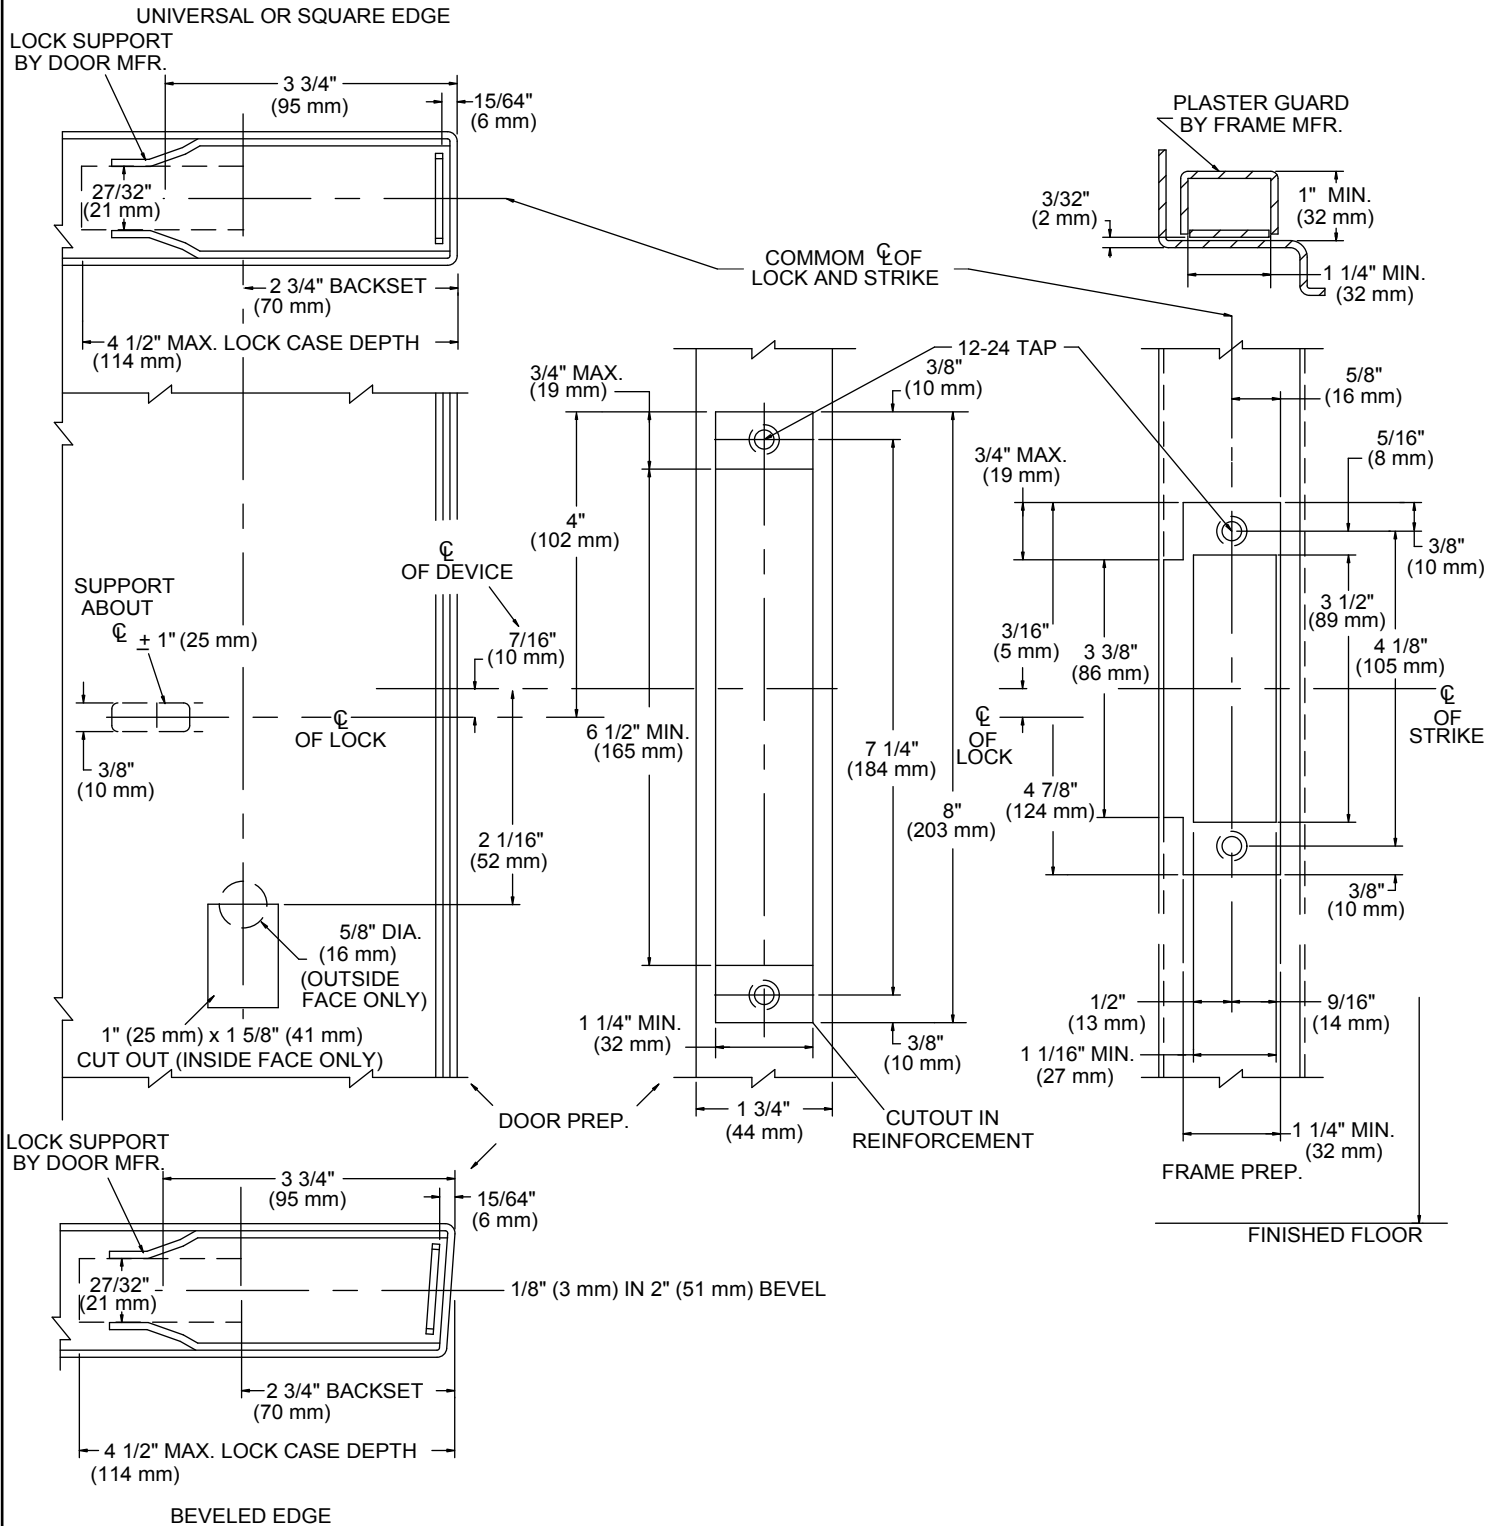 UNIVERSAL OR SQUARE EDGE
LOCK SUPPORT
BY DOOR MFR.
3 3/4"
(95 mm)
15/64"
(6 mm)
27/32"
(21 mm)
2 3/4" BACKSET
(70 mm)
4 1/2" MAX. LOCK CASE DEPTH
(114 mm)
PLASTER GUARD
BY FRAME MFR.
3/32"
(2 mm)
1" MIN.
(32 mm)
1 1/4" MIN.
(32 mm)
COMMOM ℄ OF
LOCK AND STRIKE
12-24 TAP
3/4" MAX.
(19 mm)
3/8"
(10 mm)
5/8"
(16 mm)
5/16"
(8 mm)
3/4" MAX.
(19 mm)
4"
(102 mm)
3/8"
(10 mm)
℄
OF DEVICE
SUPPORT
ABOUT
℄ ± 1" (25 mm)
7/16"
(10 mm)
3/16"
(5 mm)
3 3/8"
(86 mm)
3 1/2"
(89 mm)
4 1/8"
(105 mm)
℄
OF LOCK
6 1/2" MIN.
(165 mm)
7 1/4"
(184 mm)
℄
OF
LOCK
℄
OF
STRIKE
3/8"
(10 mm)
4 7/8"
(124 mm)
8"
(203 mm)
2 1/16"
(52 mm)
3/8"
(10 mm)
5/8" DIA.
(16 mm)
(OUTSIDE
FACE ONLY)
1" (25 mm) x 1 5/8" (41 mm)
CUT OUT (INSIDE FACE ONLY)
1 1/4" MIN.
(32 mm)
3/8"
(10 mm)
1/2"
(13 mm)
9/16"
(14 mm)
1 1/16" MIN.
(27 mm)
DOOR PREP.
1 3/4"
(44 mm)
CUTOUT IN
REINFORCEMENT
1 1/4" MIN.
(32 mm)
FRAME PREP.
FINISHED FLOOR
LOCK SUPPORT
BY DOOR MFR.
3 3/4"
(95 mm)
15/64"
(6 mm)
27/32"
(21 mm)
1/8" (3 mm) IN 2" (51 mm) BEVEL
2 3/4" BACKSET
(70 mm)
4 1/2" MAX. LOCK CASE DEPTH
(114 mm)
BEVELED EDGE